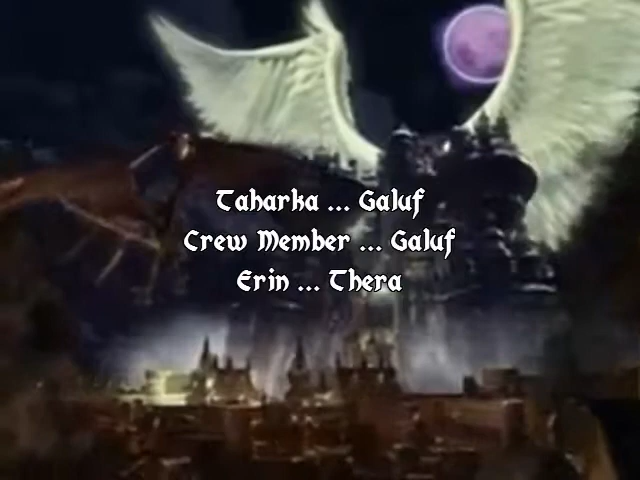 Taharka ... Galuf
Crew Member ... Galuf
Erin ... Thera